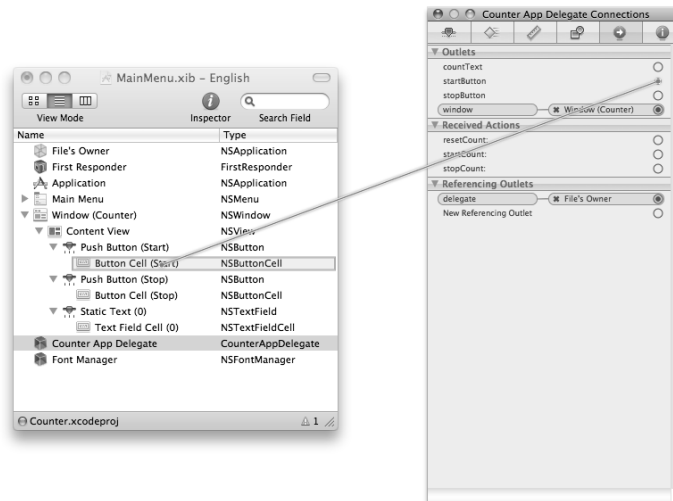 Counter App Delegate Connections
Outlets
countText
startButton
stopButton
window Window (Counter)
Received Actions
resetCount:
startCount:
stopCount:
Referencing Outlets
delegate File's Owner
New Referencing Outlet
MainMenu.xib – English
View Mode Inspector Search Field
Name Type
File's Owner NSApplication
First Responder FirstResponder
Application NSApplication
Main Menu NSMenu
Window (Counter) NSWindow
Content View NSView
Push Button (Start) NSButton
Button Cell (Start) NSButtonCell
Push Button (Stop) NSButton
Button Cell (Stop) NSButtonCell
Static Text (0) NSTextField
Text Field Cell (0) NSTextFieldCell
Counter App Delegate CounterAppDelegate
Font Manager NSFontManager
Counter.xcodeproj 1